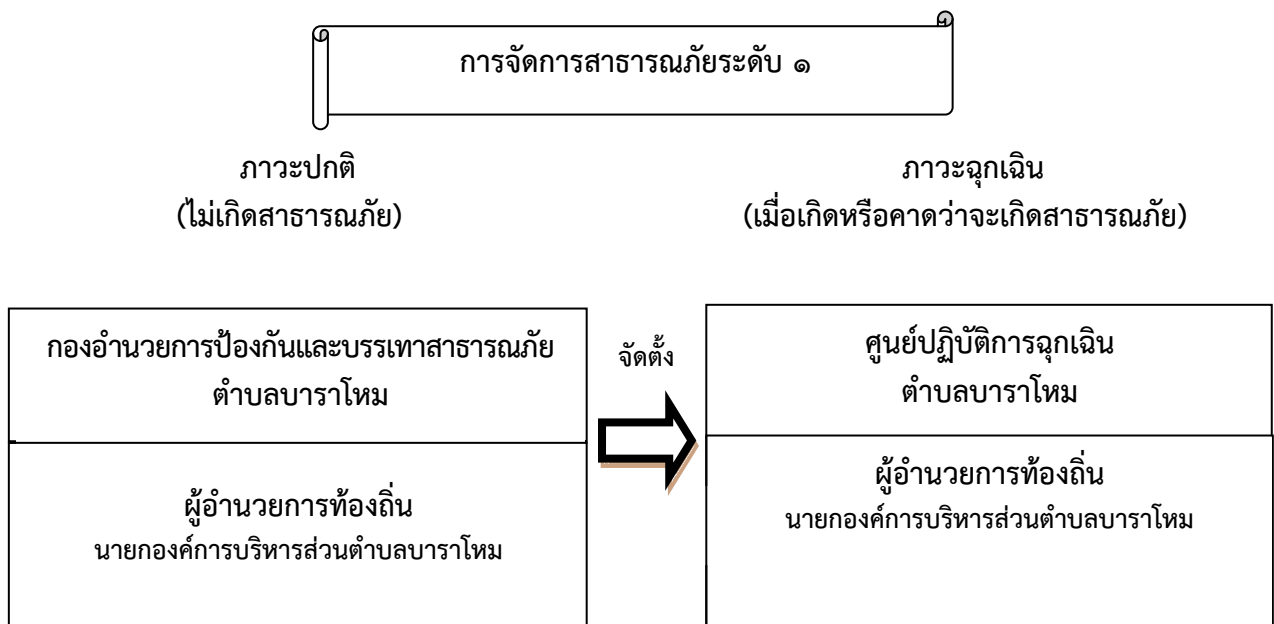 การจัดการสาธารณภัยระดับ ๑
ภาวะปกติ
(ไม่เกิดสาธารณภัย)
ภาวะฉุกเฉิน
(เมื่อเกิดหรือคาดว่าจะเกิดสาธารณภัย)
กองอำนวยการป้องกันและบรรเทาสาธารณภัย
ตำบลบาราโหม
ผู้อำนวยการท้องถิ่น
นายกองค์การบริหารส่วนตำบลบาราโหม
จัดตั้ง
ศูนย์ปฏิบัติการฉุกเฉิน
ตำบลบาราโหม
ผู้อำนวยการท้องถิ่น
นายกองค์การบริหารส่วนตำบลบาราโหม